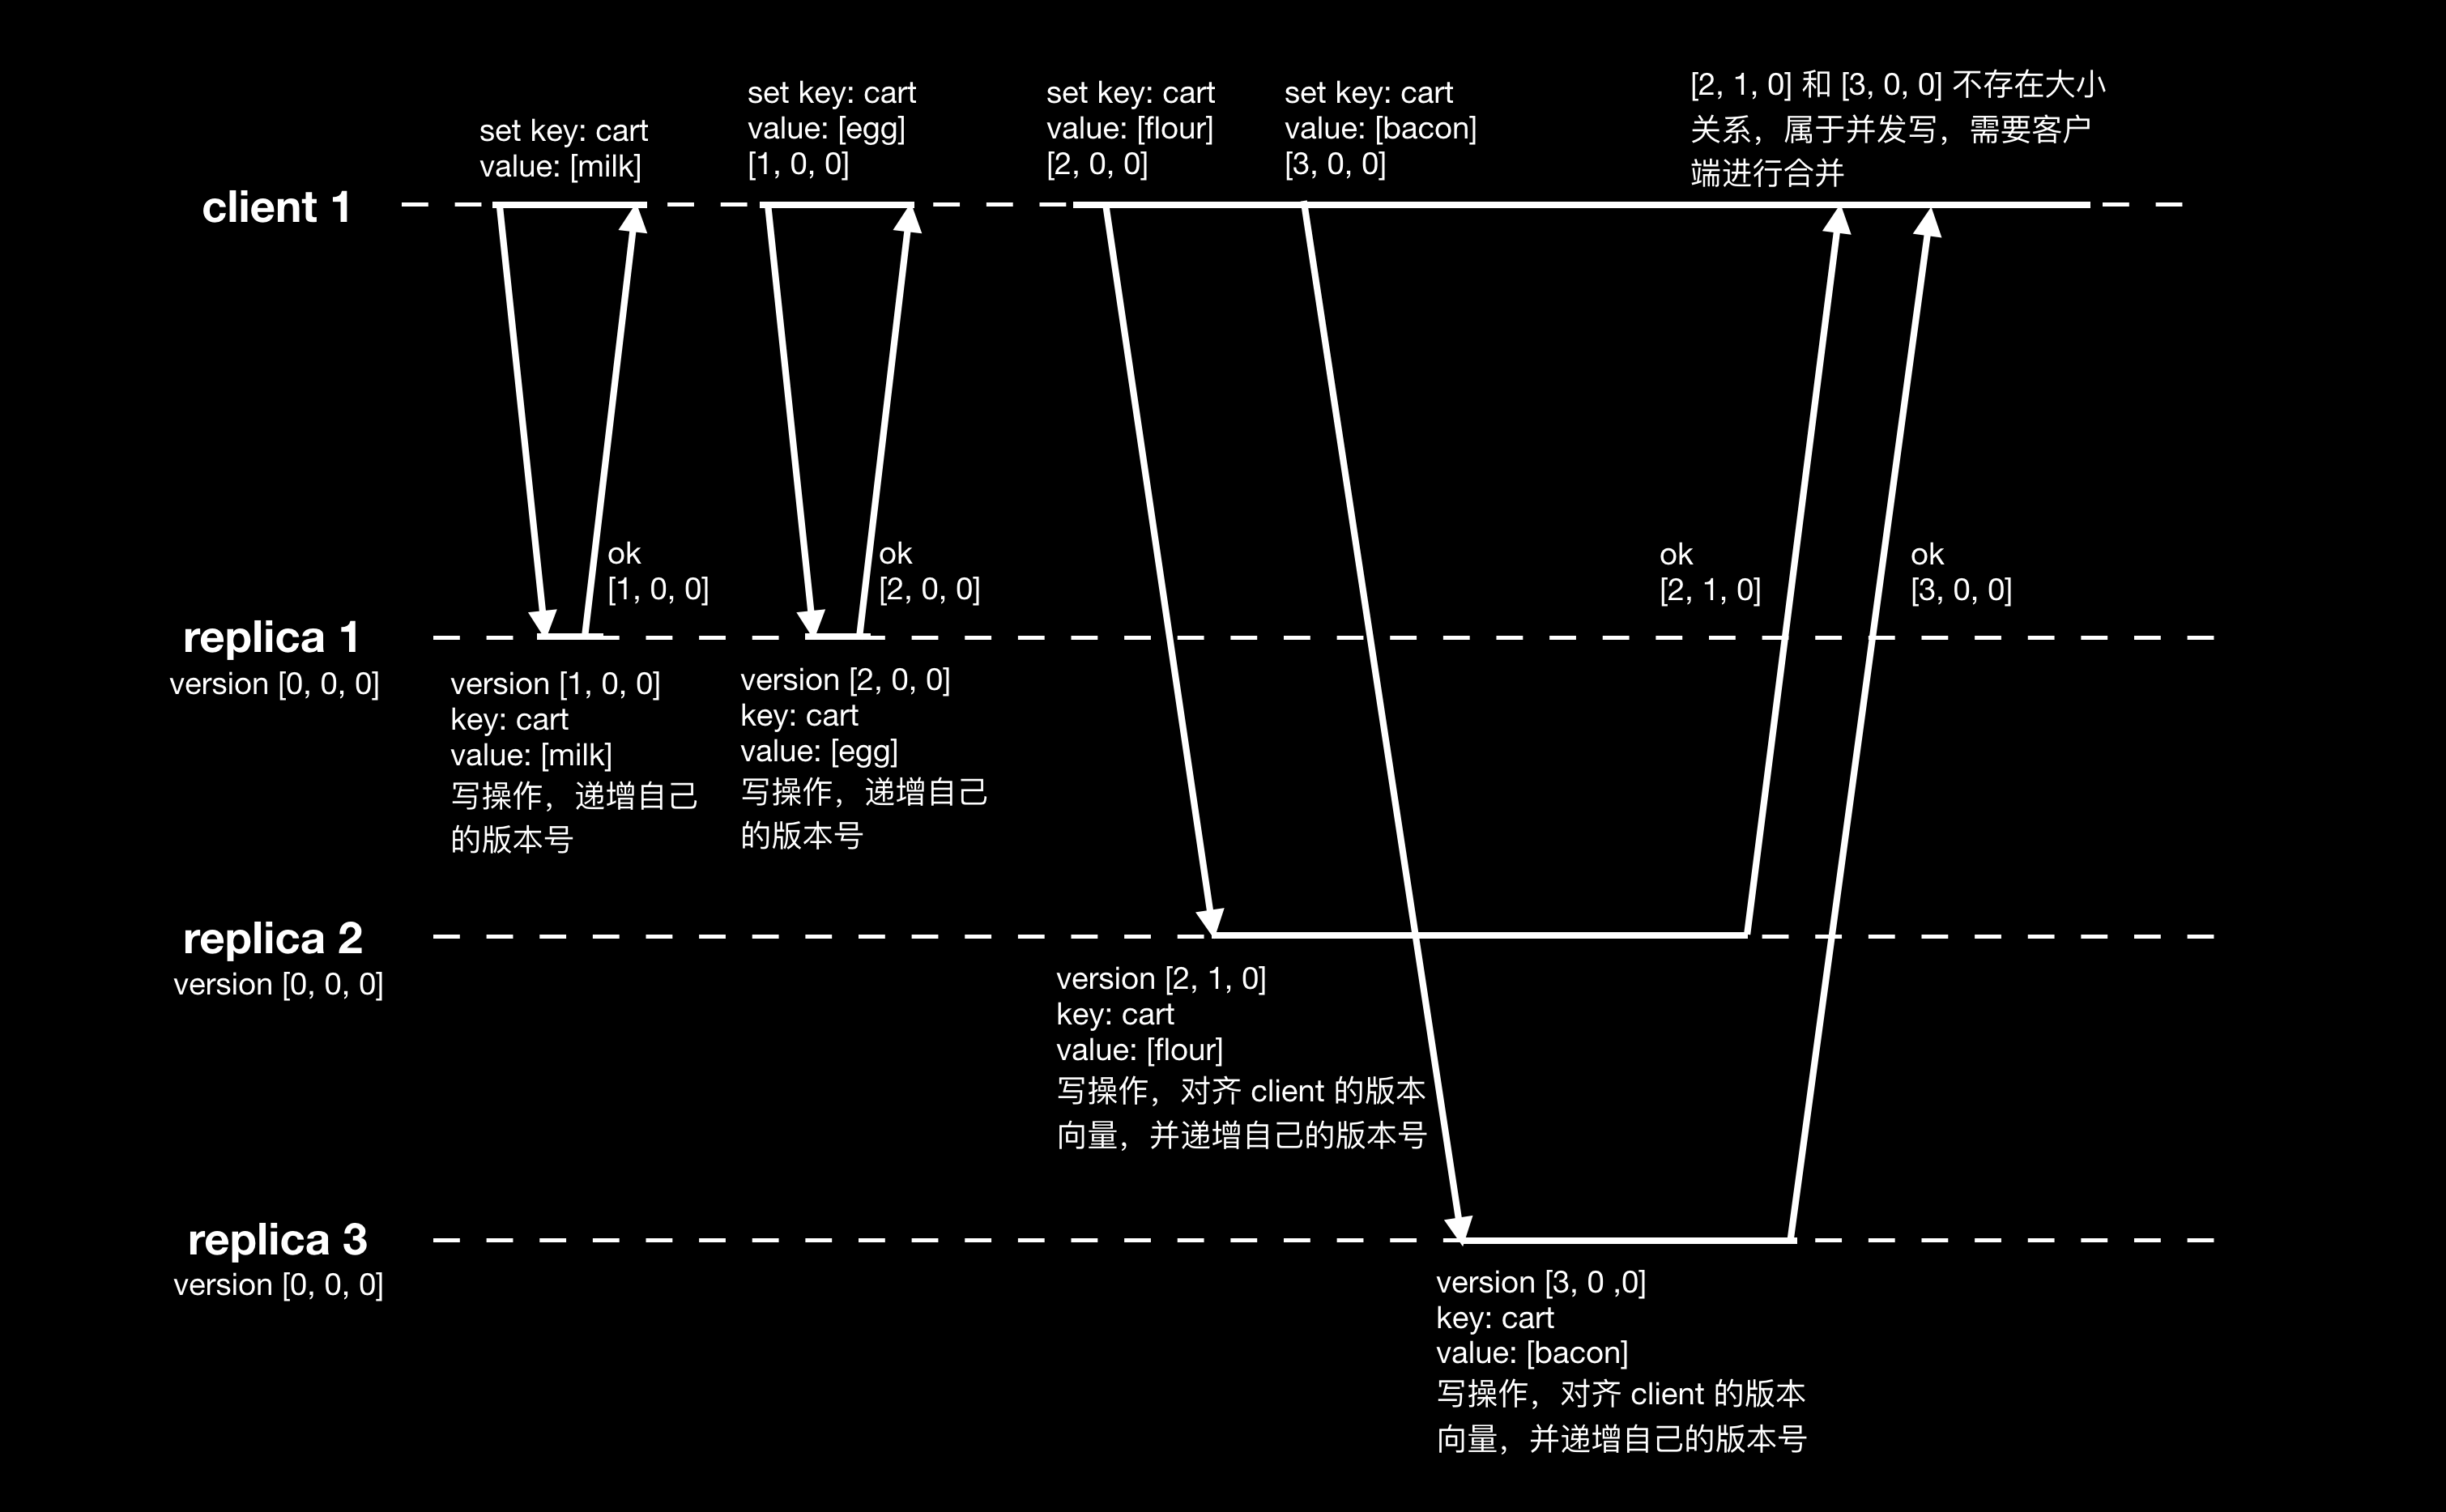 set key: cart
value: [milk]
set key: cart
value: [egg]
[1, 0, 0]
set key: cart
value: [flour]
[2, 0, 0]
set key: cart
value: [bacon]
[3, 0, 0]
[2, 1, 0] 和 [3, 0, 0] 不存在大小
关系，属于并发写，需要客户
端进行合并
client 1
ok
[1, 0, 0]
ok
[2, 0, 0]
ok
[2, 1, 0]
ok
[3, 0, 0]
replica 1
version [0, 0, 0]
version [1, 0, 0]
key: cart
value: [milk]
写操作，递增自己
的版本号
version [2, 0, 0]
key: cart
value: [egg]
写操作，递增自己
的版本号
replica 2
version [0, 0, 0]
version [2, 1, 0]
key: cart
value: [flour]
写操作，对齐 client 的版本
向量，并递增自己的版本号
replica 3
version [0, 0, 0]
version [3, 0 ,0]
key: cart
value: [bacon]
写操作，对齐 client 的版本
向量，并递增自己的版本号